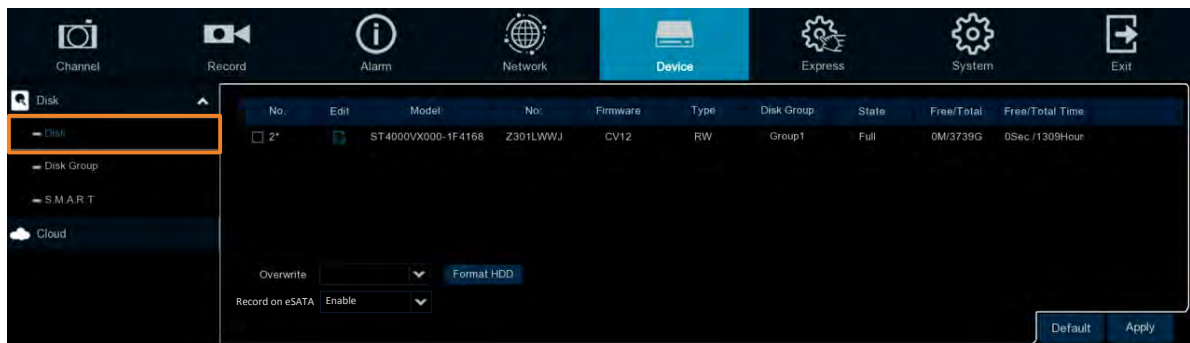 Channel Record Alarm Network Device Express System Exit
Disk
No. Edit Model No: Firmware Type Disk Group State Free/Total Free/Total Time
Disk
2* ST4000VX000-1F4168 Z301LWWJ CV12 RW Group1 Full 0M/3739G 0Sec /1309Hour
Disk Group
S.M.A.R.T
Cloud
Overwrite Format HDD
Record on eSATA Enable
Default Apply